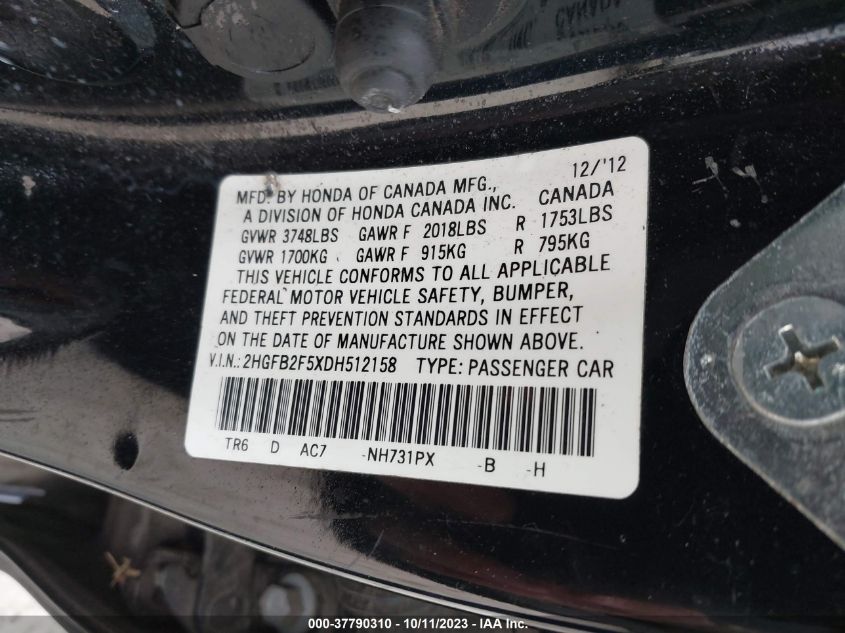 12/'12
MFD. BY HONDA OF CANADA MFG., CANADA
A DIVISION OF HONDA CANADA INC.
GVWR 3748LBS GAWR F 2018LBS R 1753LBS
GVWR 1700KG GAWR F 915KG R 795KG
THIS VEHICLE CONFORMS TO ALL APPLICABLE
FEDERAL MOTOR VEHICLE SAFETY, BUMPER,
AND THEFT PREVENTION STANDARDS IN EFFECT
ON THE DATE OF MANUFACTURE SHOWN ABOVE.
V.I.N.: 2HGFB2F5XDH512158 TYPE: PASSENGER CAR
TR6 D AC7 -NH731PX -B -H
000-37790310 - 10/11/2023 - IAA Inc.